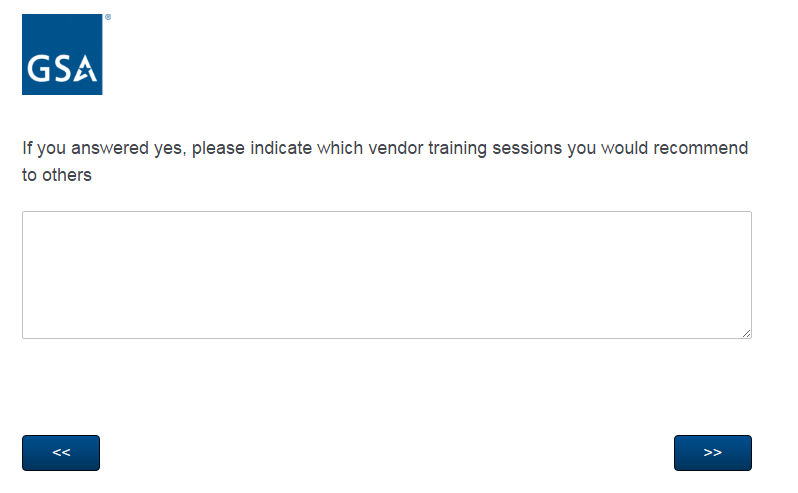 GSA®
If you answered yes, please indicate which vendor training sessions you would recommend
to others
<< >>